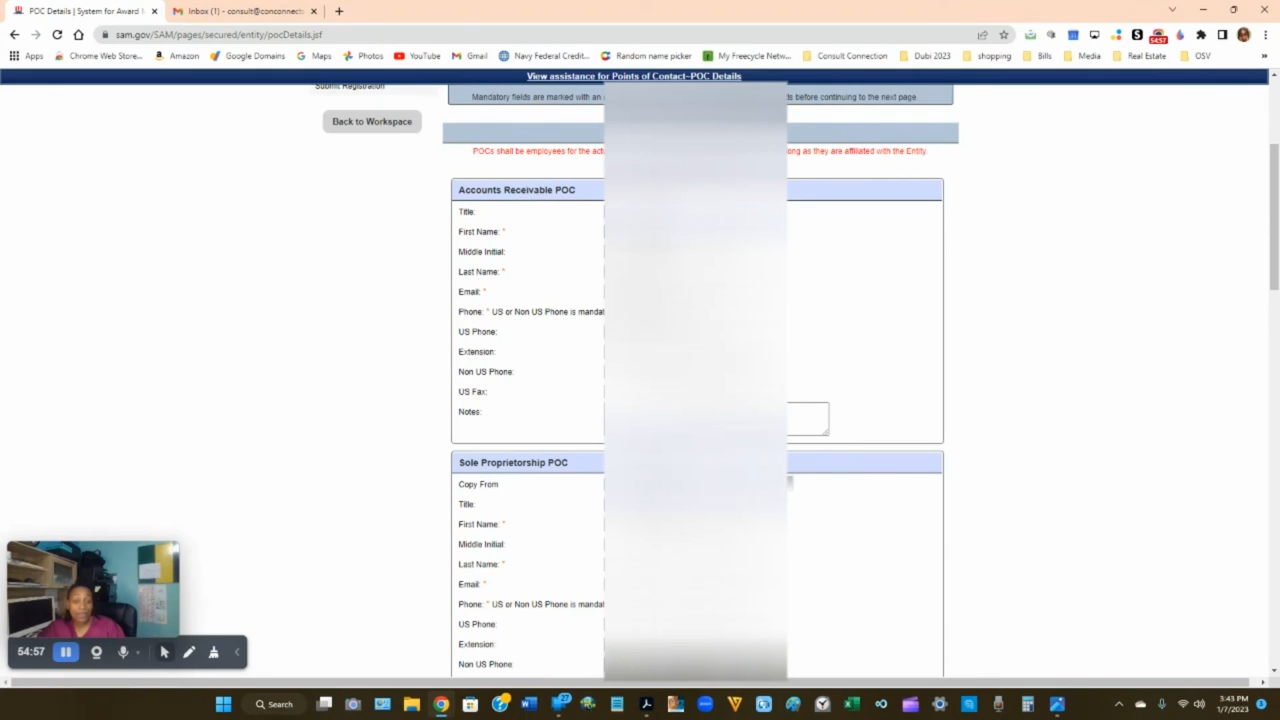 POC Details | System for Award
Inbox (1) - consult@conconnects
sam.gov/SAM/pages/secured/entity/pocDetails.jsf
54:57
Apps
Chrome Web Store...
Amazon
Google Domains
Maps
Photos
YouTube
Gmail
Navy Federal Credit...
Random name picker
My Freecycle Netw...
Consult Connection
Dubi 2023
shopping
Bills
Media
Real Estate
OSV
View assistance for Points of Contact–POC Details
Submit Registration
Mandatory fields are marked with an
ts before continuing to the next page.
Back to Workspace
POCs shall be employees for the actu
ong as they are affiliated with the Entity.
Accounts Receivable POC
Title:
First Name: *
Middle Initial:
Last Name: *
Email: *
Phone: * US or Non US Phone is mandat
US Phone:
Extension:
Non US Phone:
US Fax:
Notes:
Sole Proprietorship POC
Copy From
Title:
First Name: *
Middle Initial:
Last Name: *
Email: *
Phone: * US or Non US Phone is mandat
US Phone:
Extension:
Non US Phone:
54:57
Search
27
3:43 PM
1/7/2023